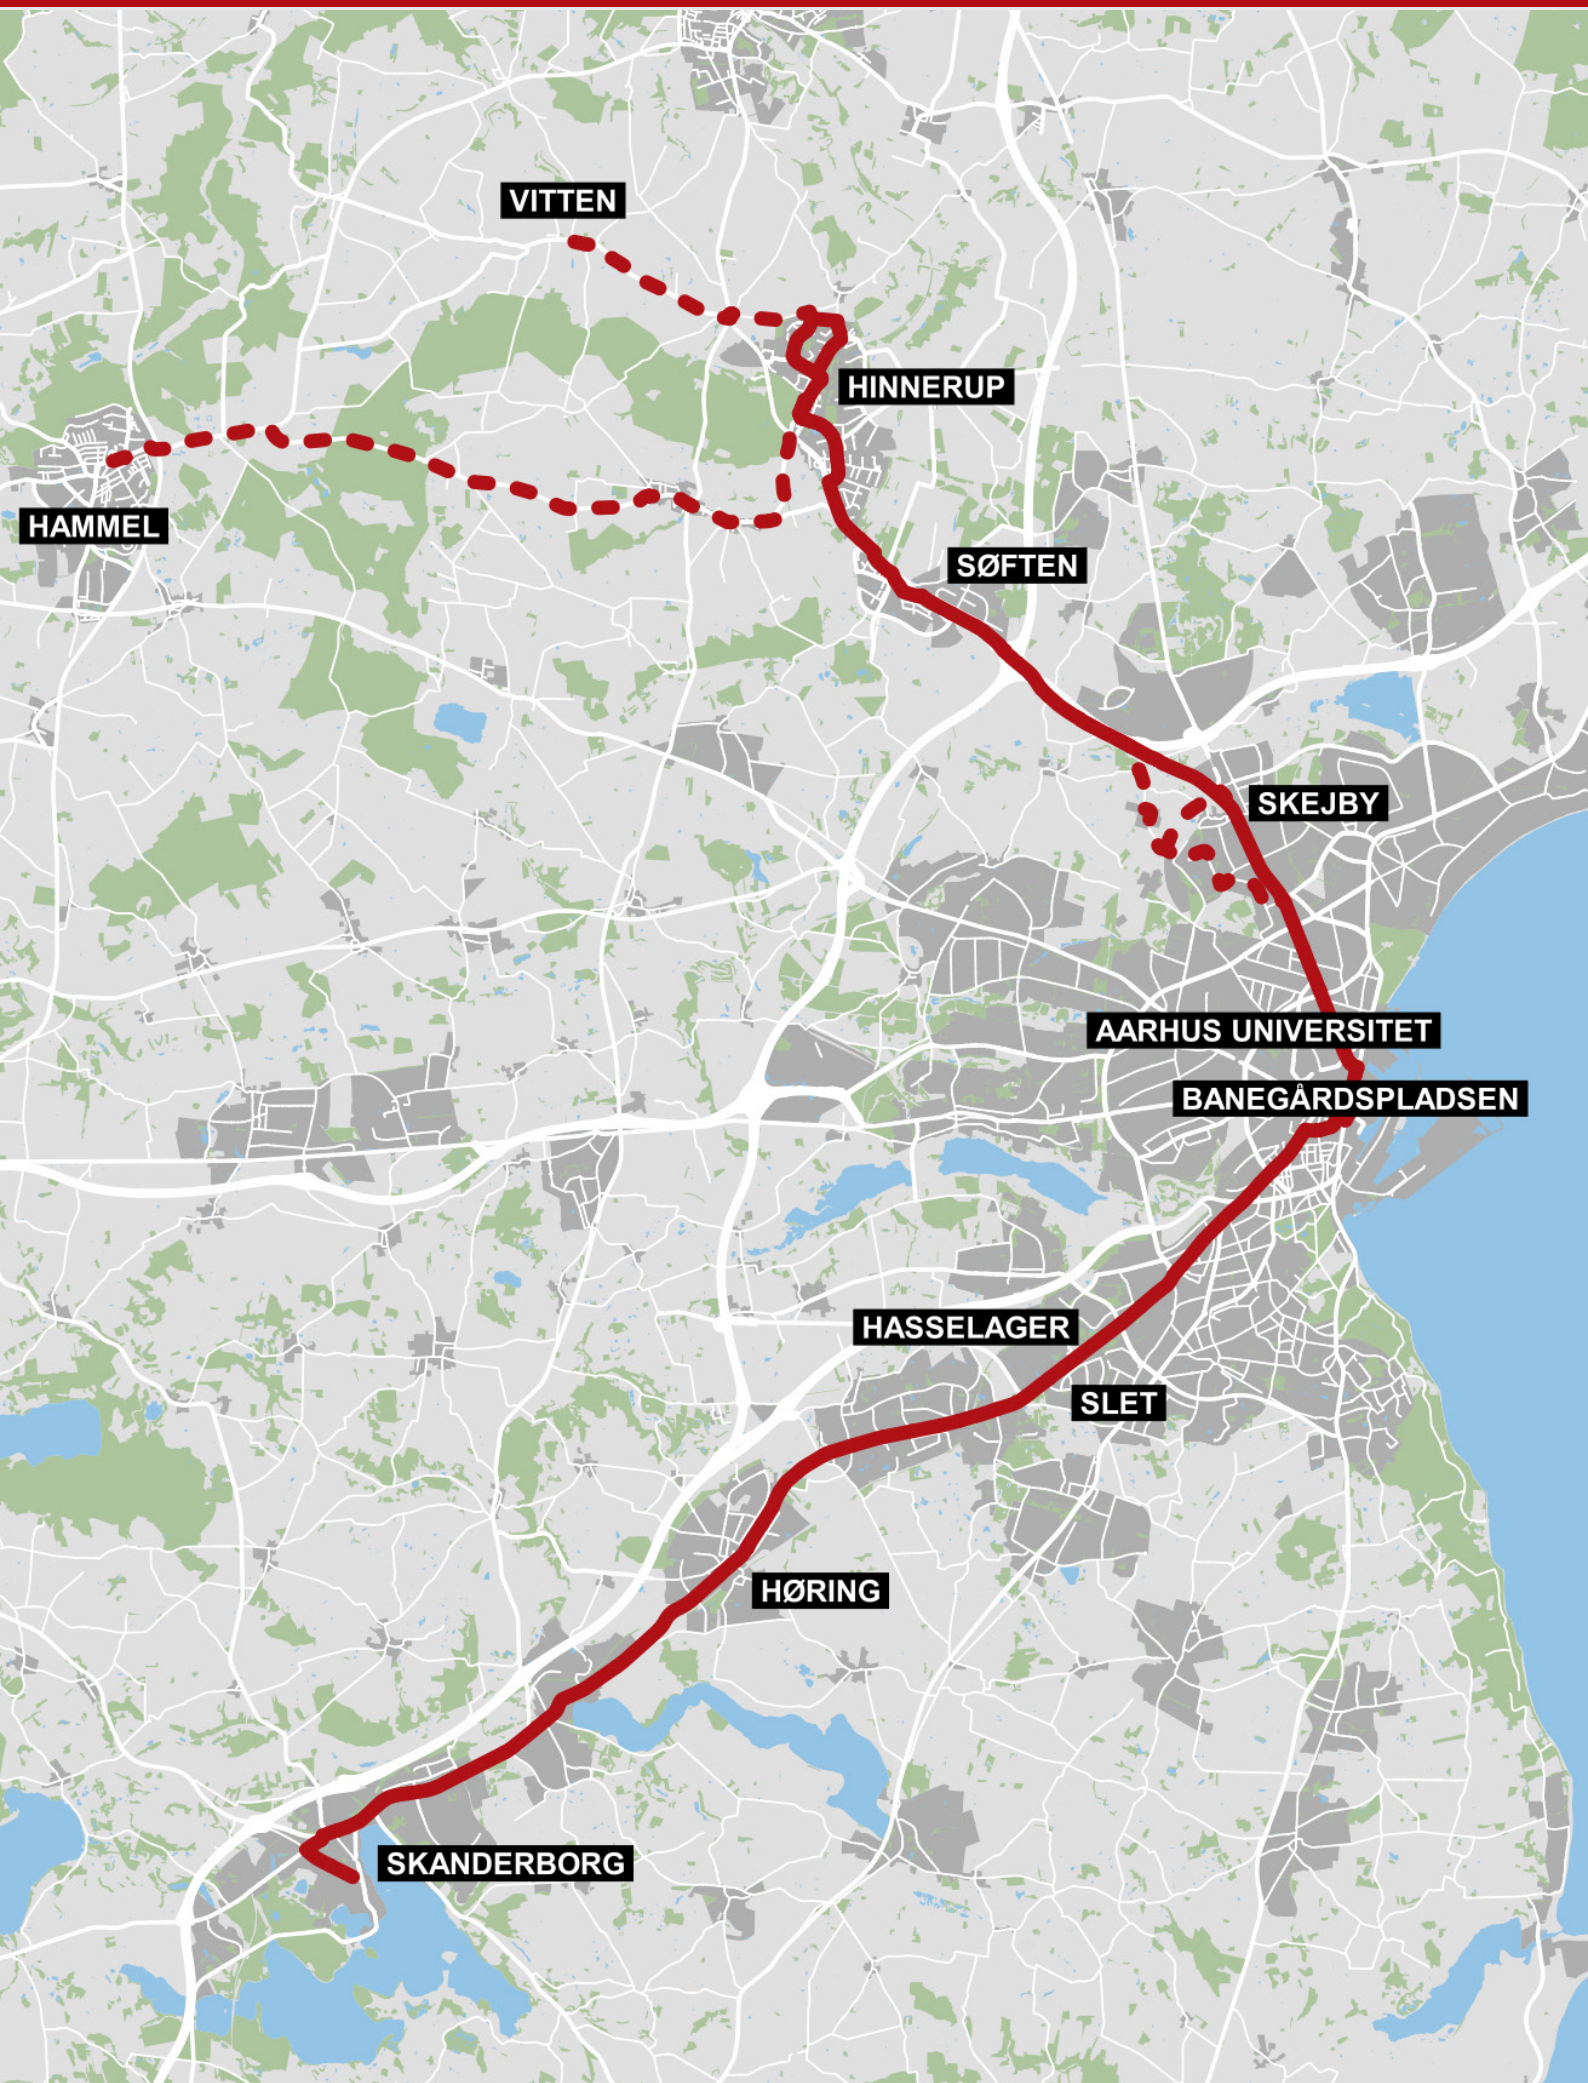 VITTEN
HINNERUP
HAMMEL
SØFTEN
SKEJBY
AARHUS UNIVERSITET
BANEGÅRDSPLADSEN
HASSELAGER
SLET
HØRING
SKANDERBORG